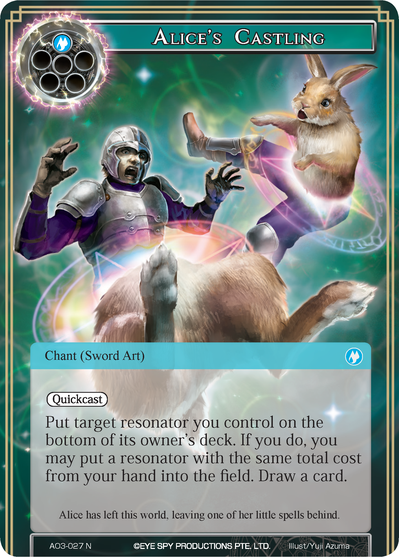 Alice's Castling
Chant (Sword Art)
Quickcast
Put target resonator you control on the
bottom of its owner's deck. If you do, you
may put a resonator with the same total cost
from your hand into the field. Draw a card.
Alice has left this world, leaving one of her little spells behind.
AO3-027 N ©EYE SPY PRODUCTIONS PTE. LTD. Illust/Yuji Azuma